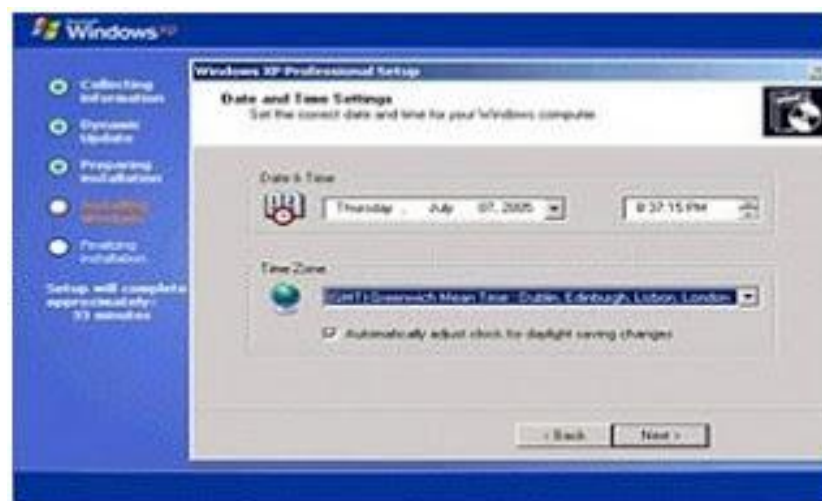 Windows xp
Collecting
information
Dynamic
Update
Preparing
installation
Installing
Windows
Finalizing
installation
Setup will complete
approximately:
33 minutes
Windows XP Professional Setup
Date and Time Settings
Set the correct date and time for your Windows computer.
Date & Time
Thursday , July 07, 2005
8:37:15 PM
Time Zone
(GMT) Greenwich Mean Time : Dublin, Edinburgh, Lisbon, London
Automatically adjust clock for daylight saving changes
< Back
Next >